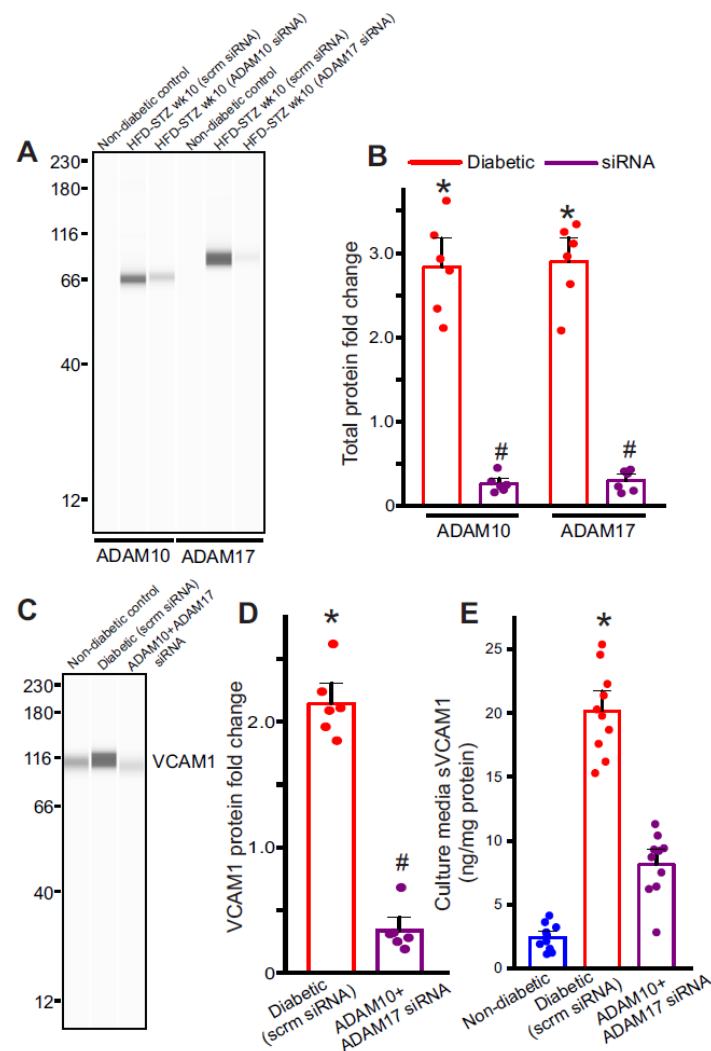 Non-diabetic control
HFD-STZ wk10 (scrm siRNA)
HFD-STZ wk10 (ADAM10 siRNA)
Non-diabetic control
HFD-STZ wk10 (scrm siRNA)
HFD-STZ wk10 (ADAM17 siRNA)
A
230
180
116
66
40
12
ADAM10 ADAM17
B
Diabetic siRNA
Total protein fold change
3.0
2.0
1.0
0
* # * #
ADAM10 ADAM17
C
Non-diabetic control
Diabetic (scrm siRNA)
ADAM10+ADAM17
siRNA
230
180
116
66
40
12
VCAM1
D
VCAM1 protein fold change
2.0
1.0
0
* #
Diabetic
(scrm siRNA)
ADAM10+
ADAM17 siRNA
E
Culture media sVCAM1
(ng/mg protein)
25
20
15
10
5
0
*
Non-diabetic
Diabetic
(scrm siRNA)
ADAM10+
ADAM17 siRNA